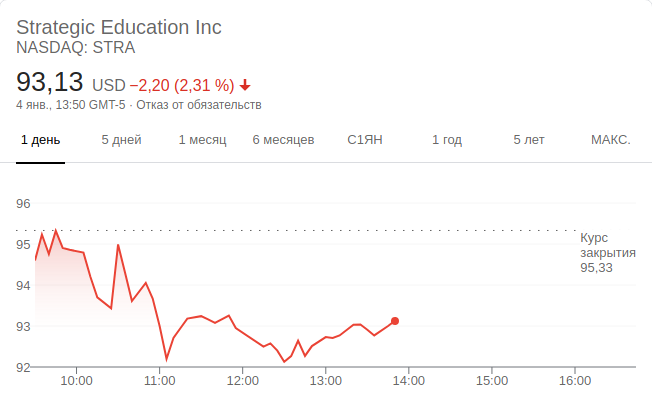 Strategic Education Inc
NASDAQ: STRA
93,13 USD −2,20 (2,31 %)
4 янв., 13:50 GMT-5 · Отказ от обязательств
1 день 5 дней 1 месяц 6 месяцев С1ЯН 1 год 5 лет МАКС.
96
95
94
93
92
Курс
закрытия
95,33
10:00 11:00 12:00 13:00 14:00 15:00 16:00